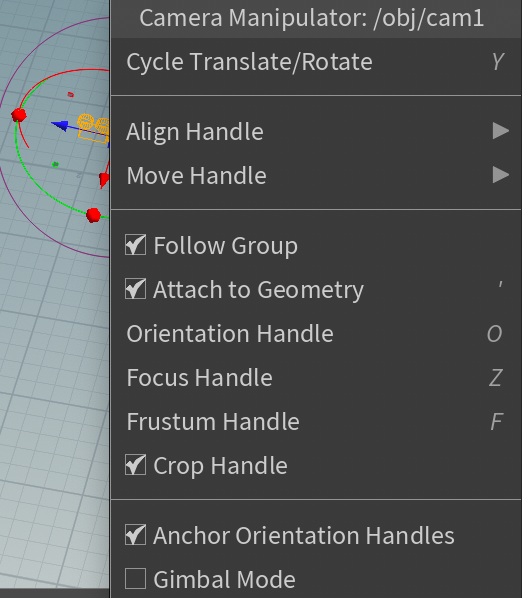 Camera Manipulator: /obj/cam1
Cycle Translate/Rotate Y
Align Handle
Move Handle
Follow Group
Attach to Geometry '
Orientation Handle O
Focus Handle Z
Frustum Handle F
Crop Handle
Anchor Orientation Handles
Gimbal Mode